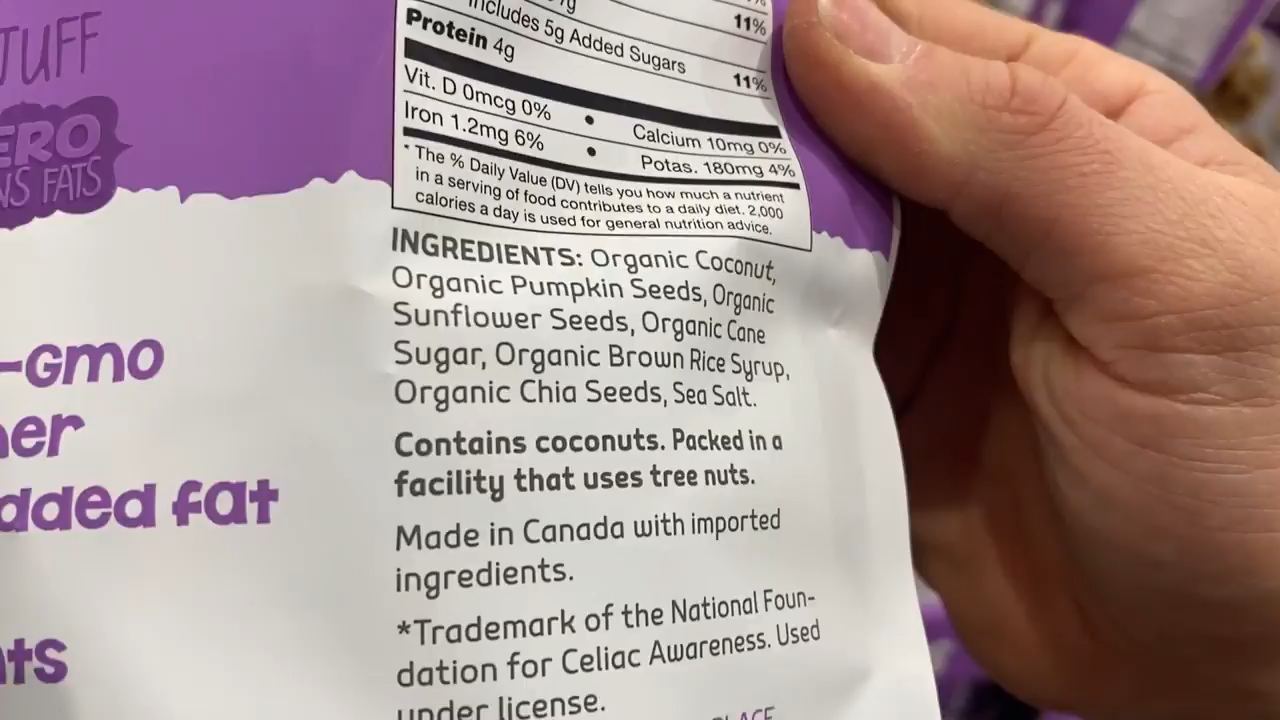 TUFF
ERO
NS FATS
-GMO
er
dded fat
nts
11%
Includes 5g Added Sugars
11%
Protein 4g
Vit. D 0mcg 0% • Calcium 10mg 0%
Iron 1.2mg 6% • Potas. 180mg 4%
* The % Daily Value (DV) tells you how much a nutrient
in a serving of food contributes to a daily diet. 2,000
calories a day is used for general nutrition advice.
INGREDIENTS: Organic Coconut,
Organic Pumpkin Seeds, Organic
Sunflower Seeds, Organic Cane
Sugar, Organic Brown Rice Syrup,
Organic Chia Seeds, Sea Salt.
Contains coconuts. Packed in a
facility that uses tree nuts.
Made in Canada with imported
ingredients.
*Trademark of the National Foun-
dation for Celiac Awareness. Used
under license.